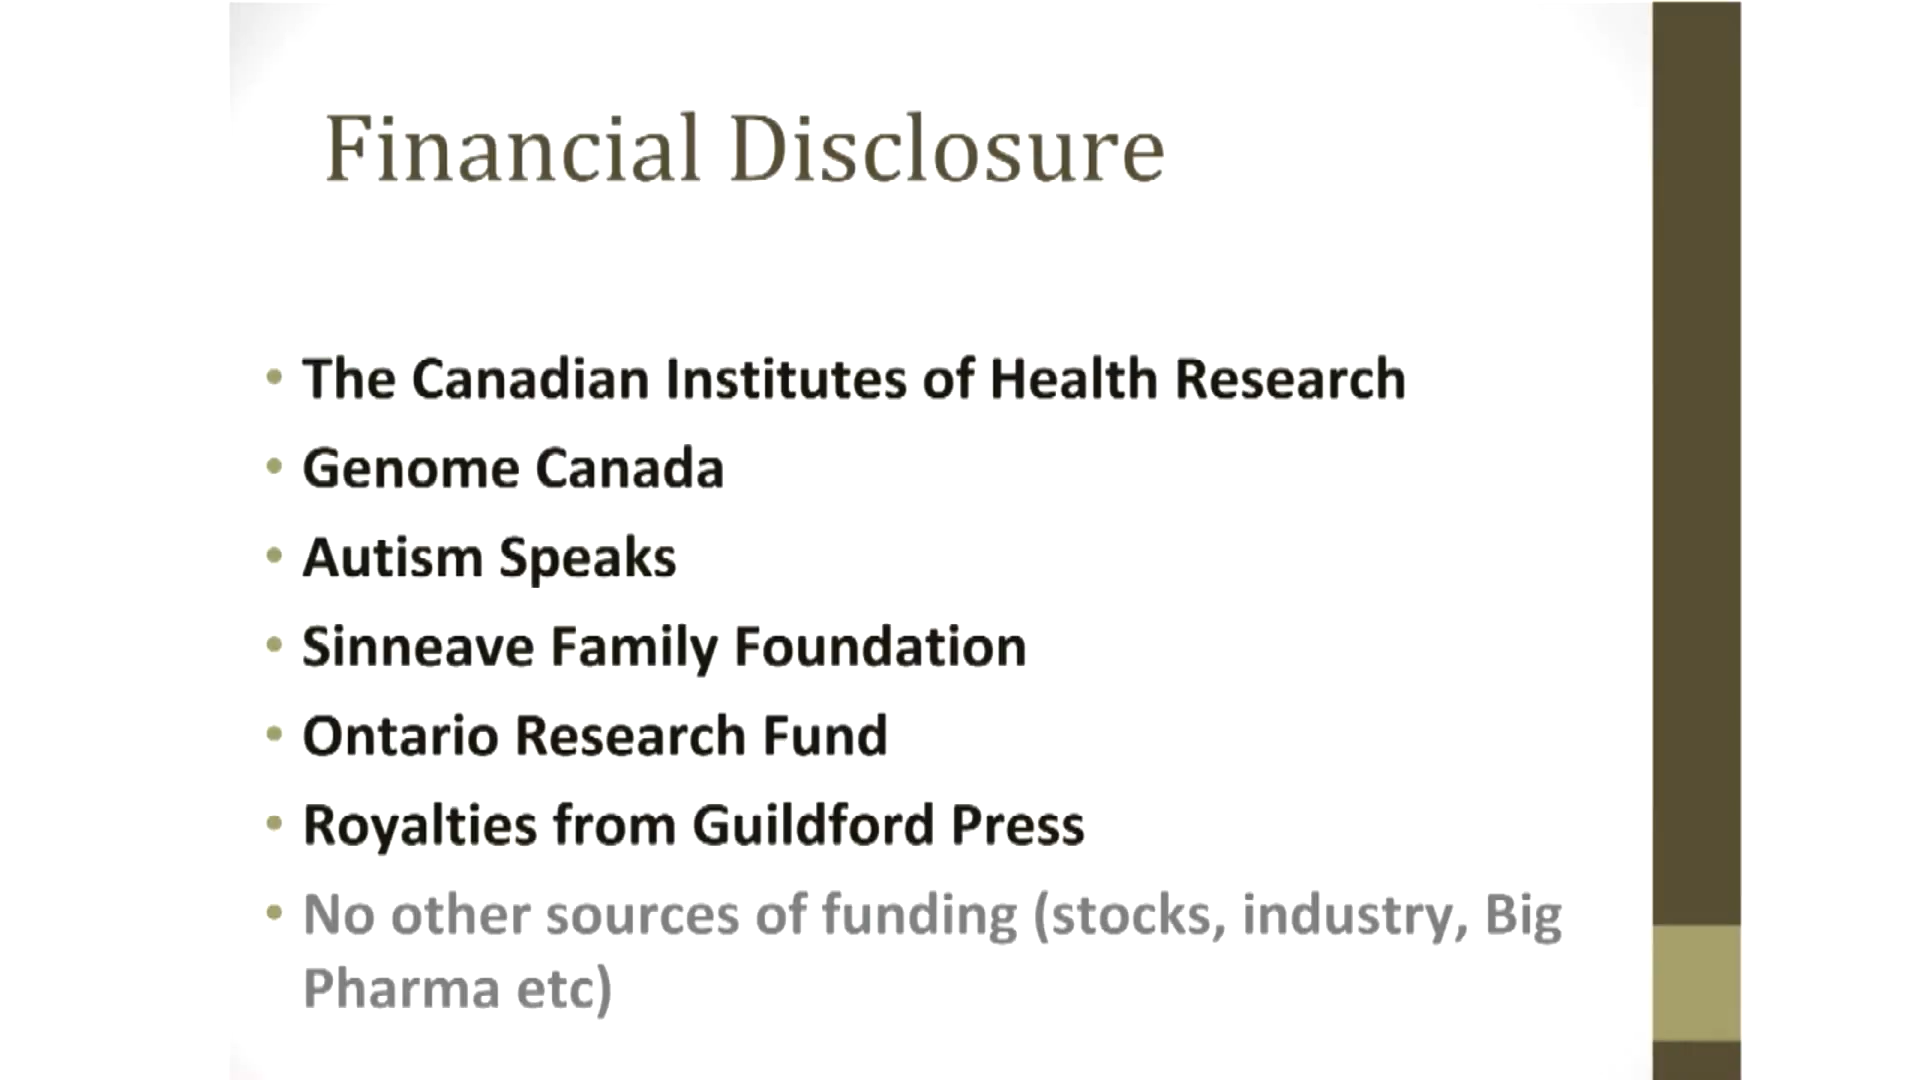 Financial Disclosure
• The Canadian Institutes of Health Research
• Genome Canada
• Autism Speaks
• Sinneave Family Foundation
• Ontario Research Fund
• Royalties from Guildford Press
• No other sources of funding (stocks, industry, Big
Pharma etc)